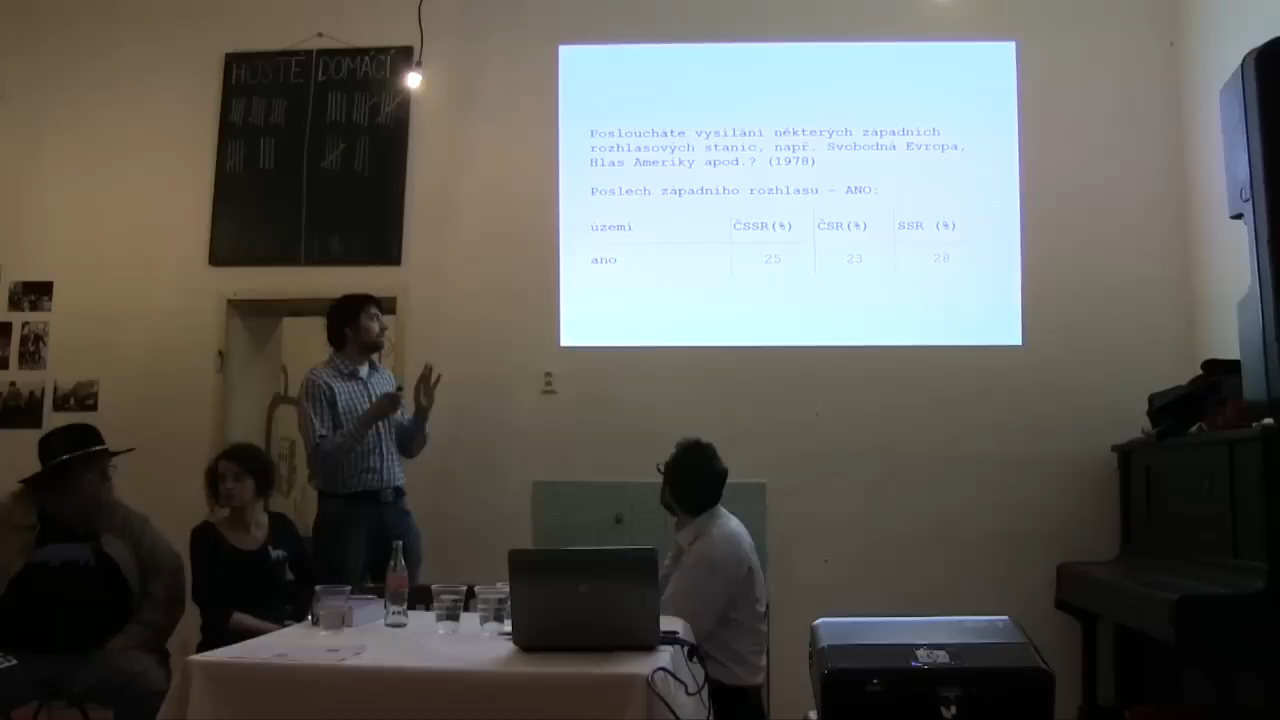 HOSTÉ DOMÁCÍ
Posloucháte vysílání některých západních
rozhlasových stanic, např. Svobodná Evropa,
Hlas Ameriky apod.? (1978)
Poslech západního rozhlasu - ANO:
území ČSSR(%) ČSR(%) SSR (%)
ano 25 23 28